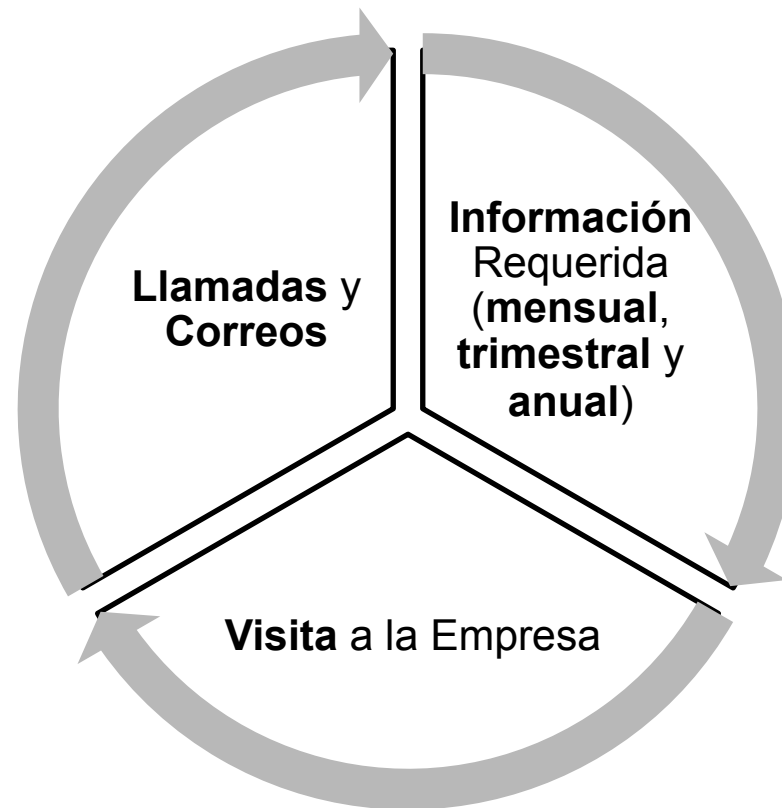 Información
Requerida
(mensual,
trimestral y
anual)
Llamadas y
Correos
Visita a la Empresa